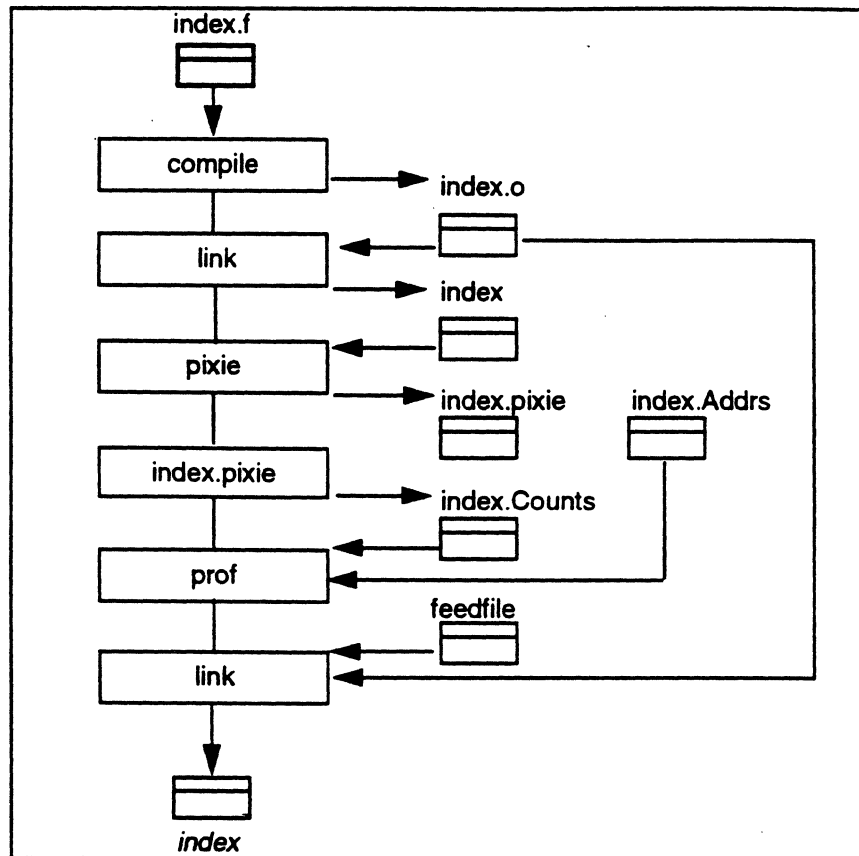 index.f
compile
index.o
link
index
pixie
index.pixie
index.Addrs
index.pixie
index.Counts
prof
feedfile
link
index